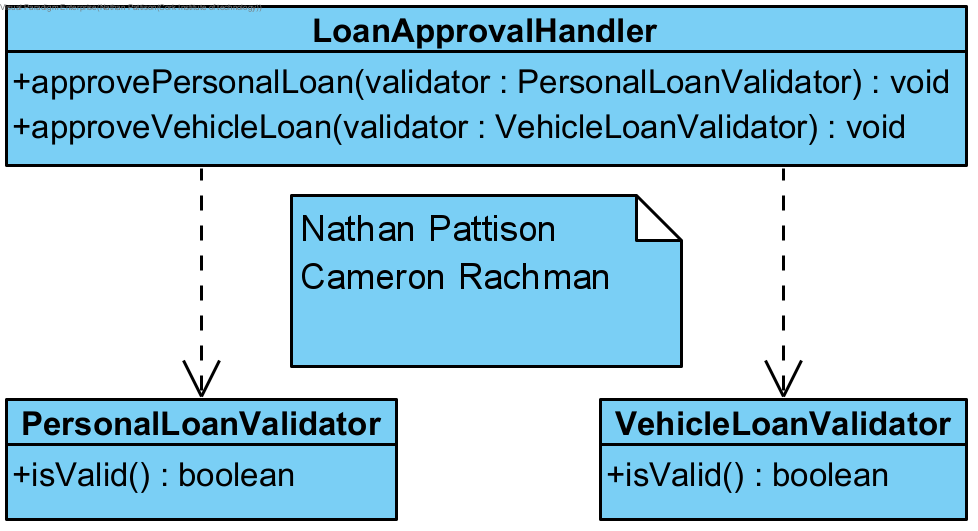 LoanApprovalHandler
+approvePersonalLoan(validator : PersonalLoanValidator) : void
+approveVehicleLoan(validator : VehicleLoanValidator) : void
Nathan Pattison
Cameron Rachman
PersonalLoanValidator
+isValid() : boolean
VehicleLoanValidator
+isValid() : boolean